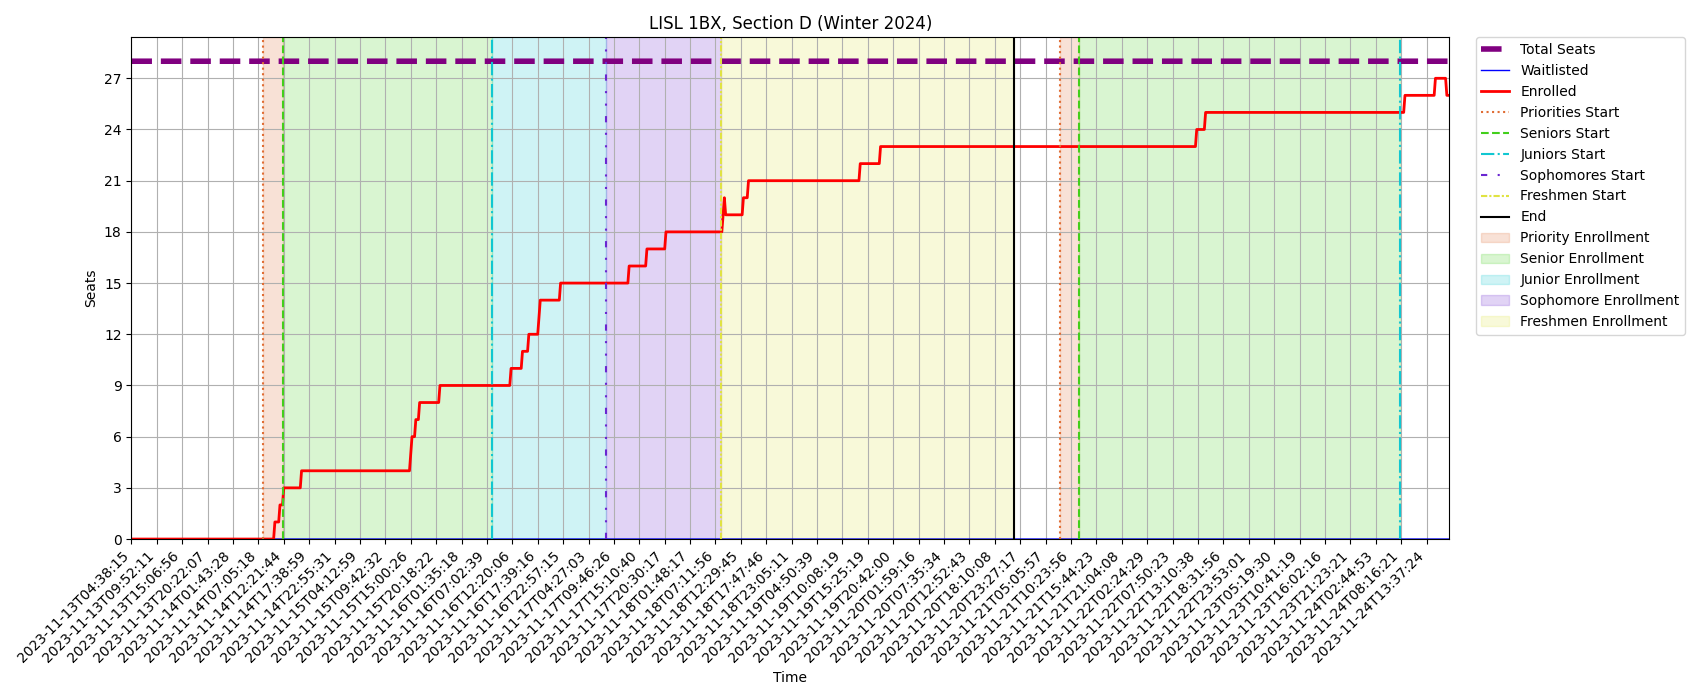 LISL 1BX, Section D (Winter 2024)
Seats
27
24
21
18
15
12
9
6
3
0
2023-11-13T04:38:15
2023-11-13T09:52:11
2023-11-13T15:06:56
2023-11-13T20:22:07
2023-11-14T01:43:28
2023-11-14T07:05:18
2023-11-14T12:21:44
2023-11-14T17:38:59
2023-11-14T22:55:31
2023-11-15T04:12:59
2023-11-15T09:42:32
2023-11-15T15:00:26
2023-11-15T20:18:22
2023-11-16T01:35:18
2023-11-16T07:02:39
2023-11-16T12:20:06
2023-11-16T17:39:16
2023-11-16T22:57:15
2023-11-17T04:27:03
2023-11-17T09:46:26
2023-11-17T15:10:40
2023-11-17T20:30:17
2023-11-18T01:48:17
2023-11-18T07:11:56
2023-11-18T12:29:45
2023-11-18T17:47:46
2023-11-18T23:05:11
2023-11-19T04:50:39
2023-11-19T10:08:19
2023-11-19T15:25:19
2023-11-19T20:42:00
2023-11-20T01:59:16
2023-11-20T07:35:34
2023-11-20T12:52:43
2023-11-20T18:10:08
2023-11-20T23:27:17
2023-11-21T05:05:57
2023-11-21T10:23:56
2023-11-21T15:44:23
2023-11-21T21:04:08
2023-11-22T02:24:29
2023-11-22T07:50:23
2023-11-22T13:10:38
2023-11-22T18:31:56
2023-11-22T23:53:01
2023-11-23T05:19:30
2023-11-23T10:41:19
2023-11-23T16:02:16
2023-11-23T21:23:21
2023-11-24T02:44:53
2023-11-24T08:16:21
2023-11-24T13:37:24
Time
Total Seats
Waitlisted
Enrolled
Priorities Start
Seniors Start
Juniors Start
Sophomores Start
Freshmen Start
End
Priority Enrollment
Senior Enrollment
Junior Enrollment
Sophomore Enrollment
Freshmen Enrollment